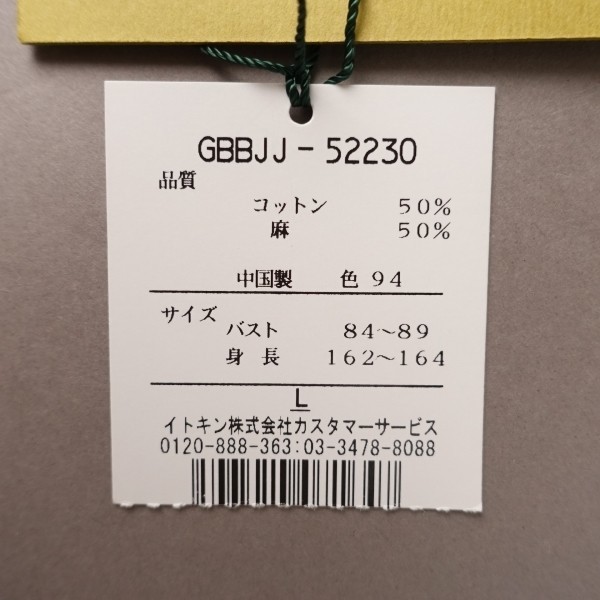 GBBJJ-52230
品質
コットン 50%
麻 50%
中国製 色 94
サイズ
バスト 84～89
身 長 162～164
L
イトキン株式会社カスタマーサービス
0120-888-363:03-3478-8088